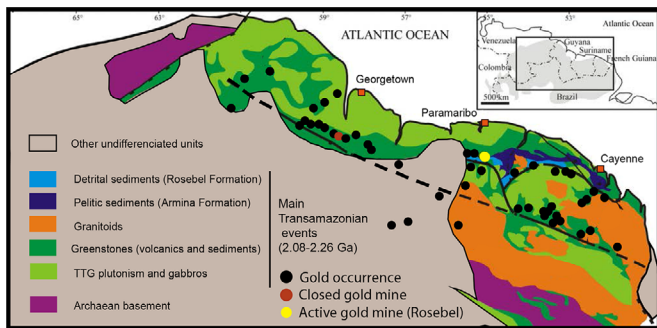 65° 63° 61° 59° 57° 55° 53°
ATLANTIC OCEAN
Georgetown
Paramaribo
Cayenne
Atlantic Ocean
Venezuela
Guyana
Suriname
French Guiana
Colombia
Brazil
500 km
Other undifferenciated units
Detrital sediments (Rosebel Formation)
Pelitic sediments (Armina Formation)
Granitoids
Greenstones (volcanics and sediments)
TTG plutonism and gabbros
Archaean basement
Main
Transamazonian
events
(2.08-2.26 Ga)
Gold occurrence
Closed gold mine
Active gold mine (Rosebel)